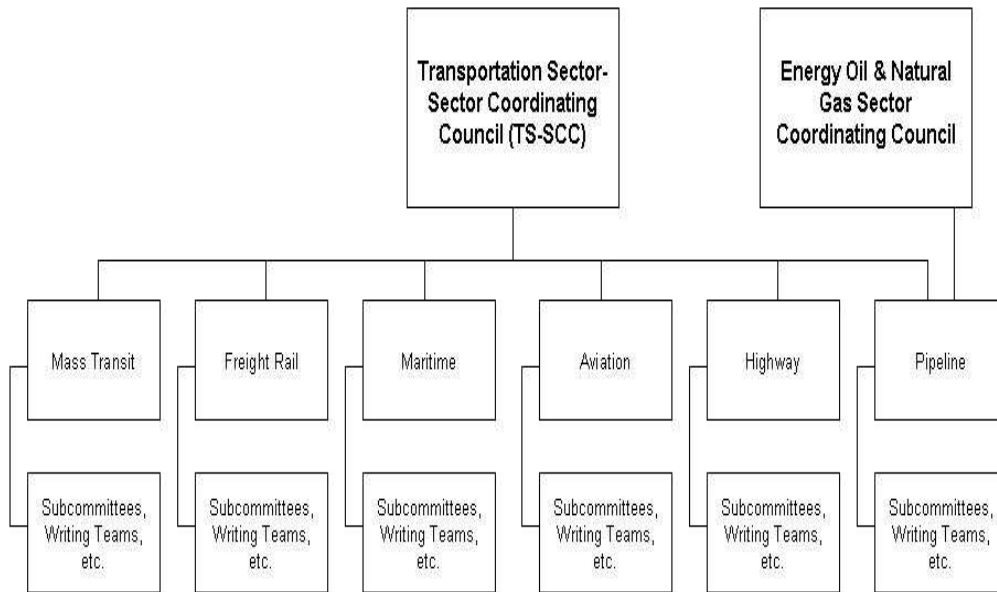 Transportation Sector-
Sector Coordinating
Council (TS-SCC)
Energy Oil & Natural
Gas Sector
Coordinating Council
Mass Transit
Freight Rail
Maritime
Aviation
Highway
Pipeline
Subcommittees,
Writing Teams,
etc.
Subcommittees,
Writing Teams,
etc.
Subcommittees,
Writing Teams,
etc.
Subcommittees,
Writing Teams,
etc.
Subcommittees,
Writing Teams,
etc.
Subcommittees,
Writing Teams,
etc.